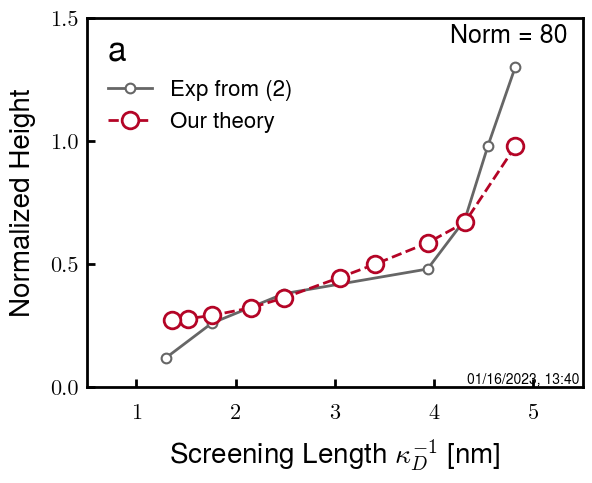 a
Norm = 80
Exp from (2)
Our theory
Normalized Height
1.5
1.0
0.5
0.0
01/16/2023, 13:40
1 2 3 4 5
Screening Length κ_D^{-1} [nm]